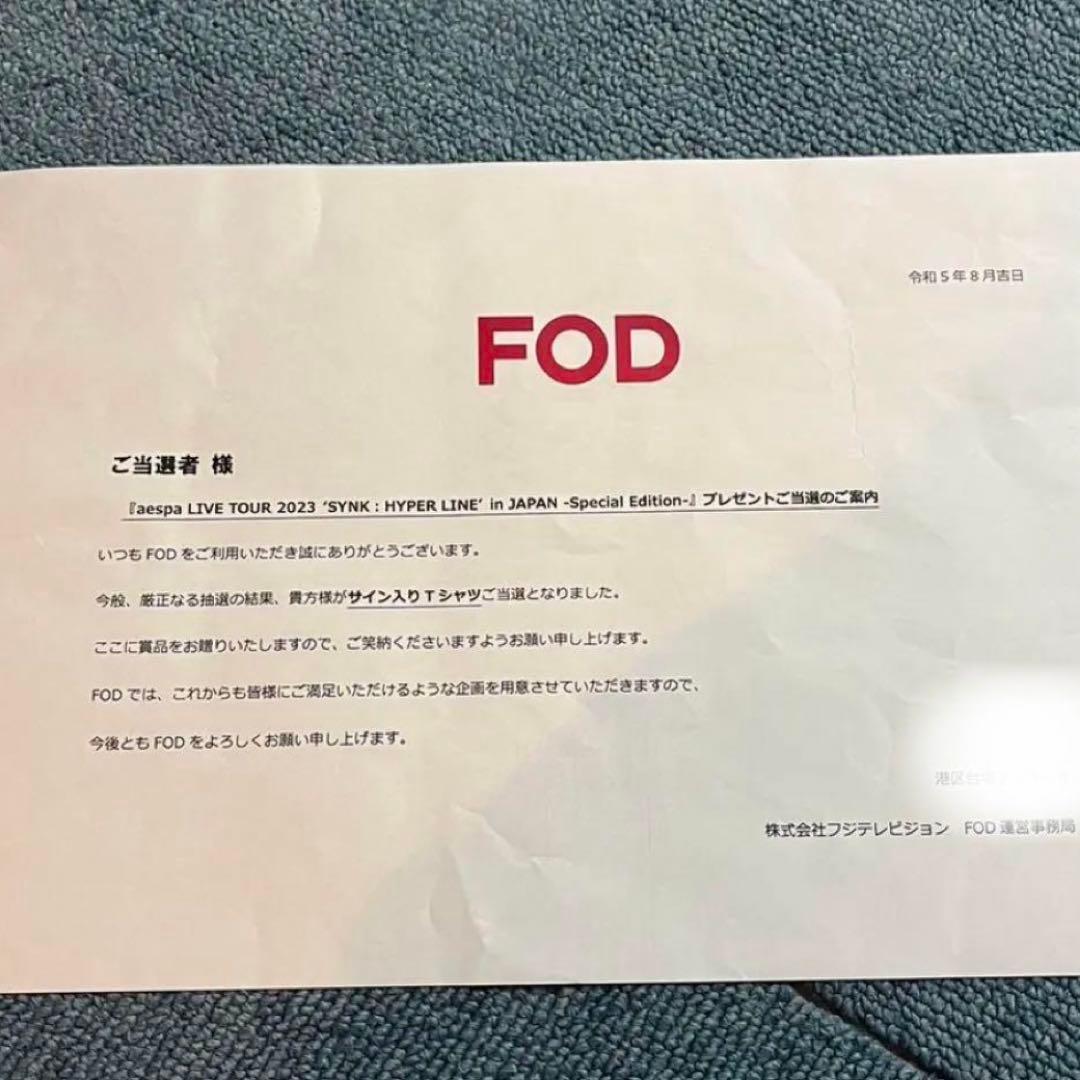 令和5年8月吉日
FOD
ご当選者 様
『aespa LIVE TOUR 2023 ‘SYNK : HYPER LINE’ in JAPAN -Special Edition-』プレゼントご当選のご案内
いつも FOD をご利用いただき誠にありがとうございます。
今般、厳正なる抽選の結果、貴方様がサイン入りTシャツご当選となりました。
ここに賞品をお贈りいたしますので、ご笑納くださいますようお願い申し上げます。
FOD では、これからも皆様にご満足いただけるような企画を用意させていただきますので、
今後とも FOD をよろしくお願い申し上げます。
港区台場
株式会社フジテレビジョン FOD 運営事務局